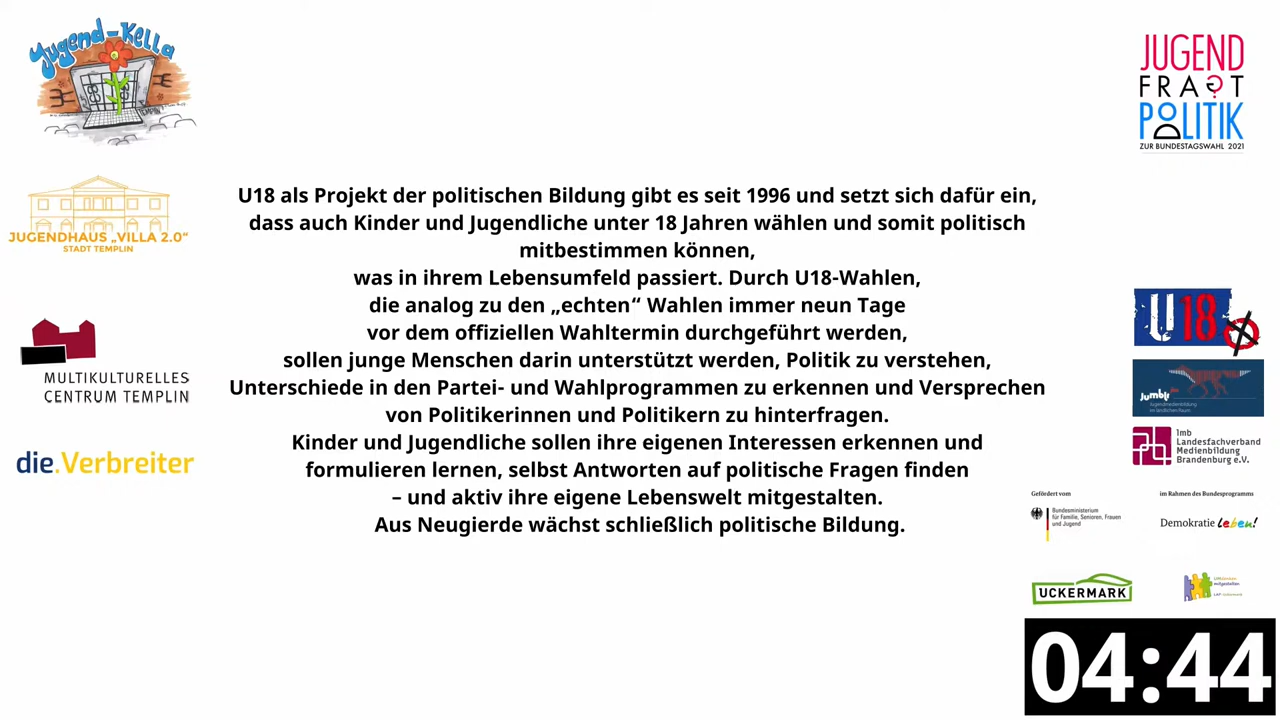 Jugend-Kella
JUGENDHAUS „VILLA 2.0“
STADT TEMPLIN
MULTIKULTURELLES
CENTRUM TEMPLIN
die.Verbreiter
U18 als Projekt der politischen Bildung gibt es seit 1996 und setzt sich dafür ein,
dass auch Kinder und Jugendliche unter 18 Jahren wählen und somit politisch
mitbestimmen können,
was in ihrem Lebensumfeld passiert. Durch U18-Wahlen,
die analog zu den „echten“ Wahlen immer neun Tage
vor dem offiziellen Wahltermin durchgeführt werden,
sollen junge Menschen darin unterstützt werden, Politik zu verstehen,
Unterschiede in den Partei- und Wahlprogrammen zu erkennen und Versprechen
von Politikerinnen und Politikern zu hinterfragen.
Kinder und Jugendliche sollen ihre eigenen Interessen erkennen und
formulieren lernen, selbst Antworten auf politische Fragen finden
– und aktiv ihre eigene Lebenswelt mitgestalten.
Aus Neugierde wächst schließlich politische Bildung.
JUGEND
FRAGT
POLITIK
ZUR BUNDESTAGSWAHL 2021
U18
jumblr
Jugendmedienbildung
im ländlichen Raum
lmb
Landesfachverband
Medienbildung
Brandenburg e.V.
Gefördert vom
Bundesministerium
für Familie, Senioren, Frauen
und Jugend
im Rahmen des Bundesprogramms
Demokratie leben!
UCKERMARK
mitgestalten
04:44